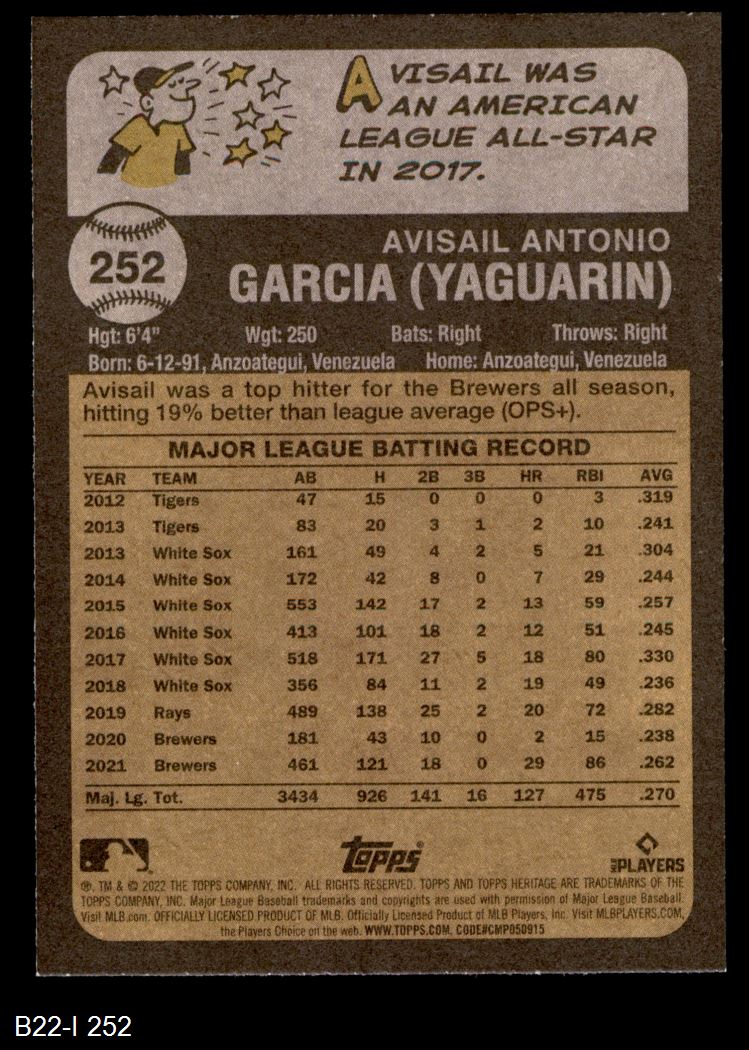 AVISAIL WAS
AN AMERICAN
LEAGUE ALL-STAR
IN 2017.
252
AVISAIL ANTONIO
GARCIA (YAGUARIN)
Hgt: 6'4" Wgt: 250 Bats: Right Throws: Right
Born: 6-12-91, Anzoategui, Venezuela Home: Anzoategui, Venezuela
Avisail was a top hitter for the Brewers all season,
hitting 19% better than league average (OPS+).
MAJOR LEAGUE BATTING RECORD
YEAR TEAM AB H 2B 3B HR RBI AVG
2012 Tigers 47 15 0 0 0 3 .319
2013 Tigers 83 20 3 1 2 10 .241
2013 White Sox 161 49 4 2 5 21 .304
2014 White Sox 172 42 8 0 7 29 .244
2015 White Sox 553 142 17 2 13 59 .257
2016 White Sox 413 101 18 2 12 51 .245
2017 White Sox 518 171 27 5 18 80 .330
2018 White Sox 356 84 11 2 19 49 .236
2019 Rays 489 138 25 2 20 72 .282
2020 Brewers 181 43 10 0 2 15 .238
2021 Brewers 461 121 18 0 29 86 .262
Maj. Lg. Tot. 3434 926 141 16 127 475 .270
topps
MLB PLAYERS
®, TM & © 2022 THE TOPPS COMPANY, INC. ALL RIGHTS RESERVED. TOPPS AND TOPPS HERITAGE ARE TRADEMARKS OF THE
TOPPS COMPANY, INC. Major League Baseball trademarks and copyrights are used with permission of Major League Baseball.
Visit MLB.com. OFFICIALLY LICENSED PRODUCT OF MLB. Officially Licensed Product of MLB Players, Inc. Visit MLBPLAYERS.COM,
the Players Choice on the web. WWW.TOPPS.COM. CODE#CMP050915
B22-I 252